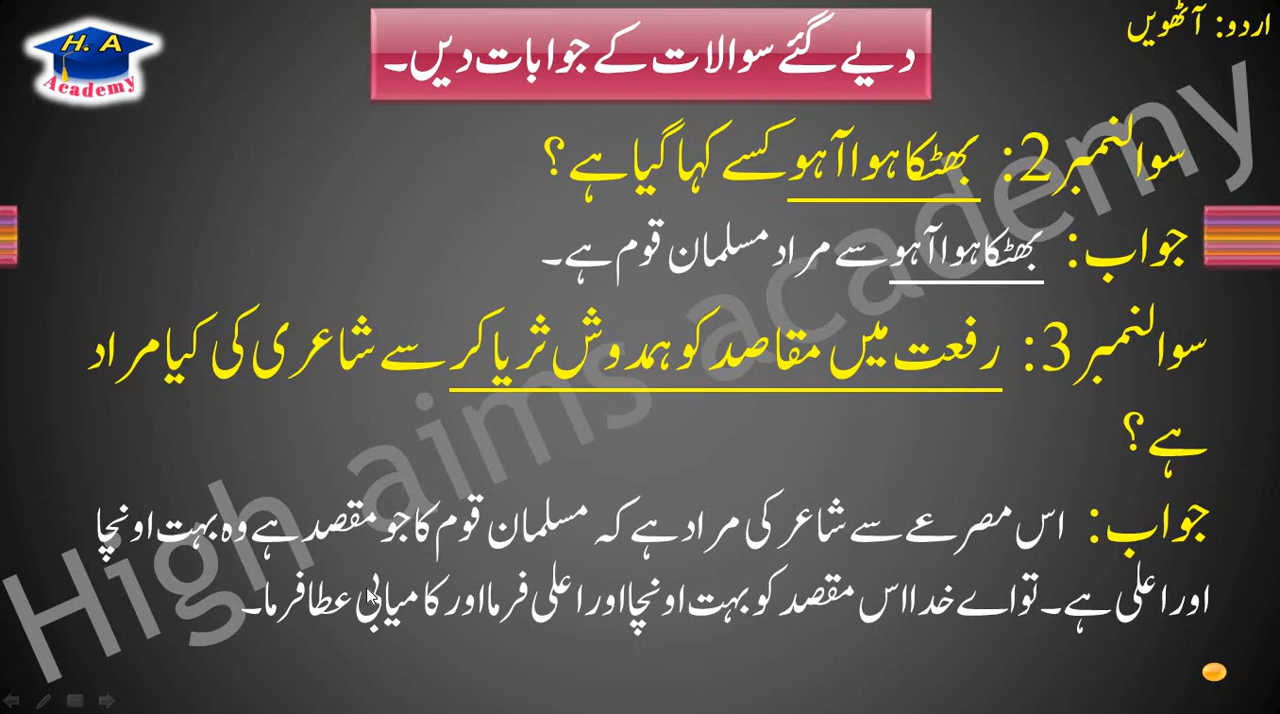 اردو: آٹھویں
H. A
Academy
دیے گئے سوالات کے جوابات دیں۔
سوال نمبر 2: بھٹکا ہوا آہو کسے کہا گیا ہے؟
جواب: بھٹکا ہوا آہو سے مراد مسلمان قوم ہے۔
سوال نمبر 3: رفعت میں مقاصد کو ہمدوش ثریا کر سے شاعری کی کیا مراد
ہے؟
جواب: اس مصرعے سے شاعر کی مراد ہے کہ مسلمان قوم کا جو مقصد ہے وہ بہت اونچا
اور اعلی ہے۔ تو اے خدا اس مقصد کو بہت اونچا اور اعلی فرما اور کامیابی عطا فرما۔
High aims academy